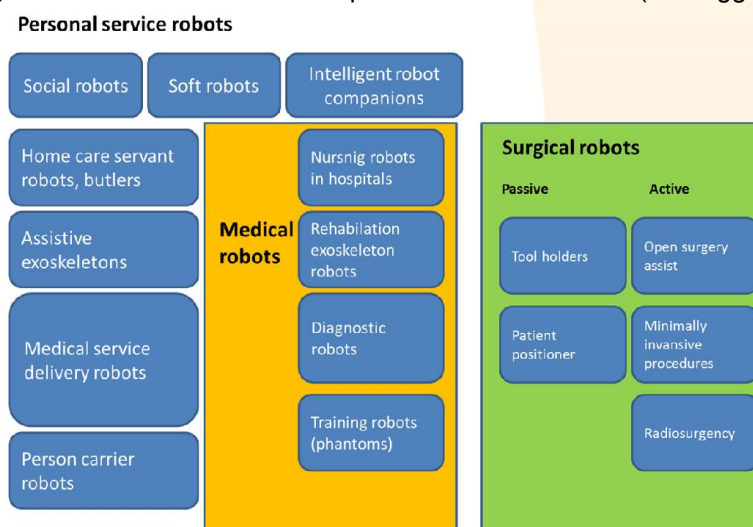 Personal service robots
Social robots
Soft robots
Intelligent robot
companions
Home care servant
robots, butlers
Assistive
exoskeletons
Medical service
delivery robots
Person carrier
robots
Medical
robots
Nursnig robots
in hospitals
Rehabilation
exoskeleton
robots
Diagnostic
robots
Training robots
(phantoms)
Surgical robots
Passive
Active
Tool holders
Open surgery
assist
Patient
positioner
Minimally
invansive
procedures
Radiosurgency